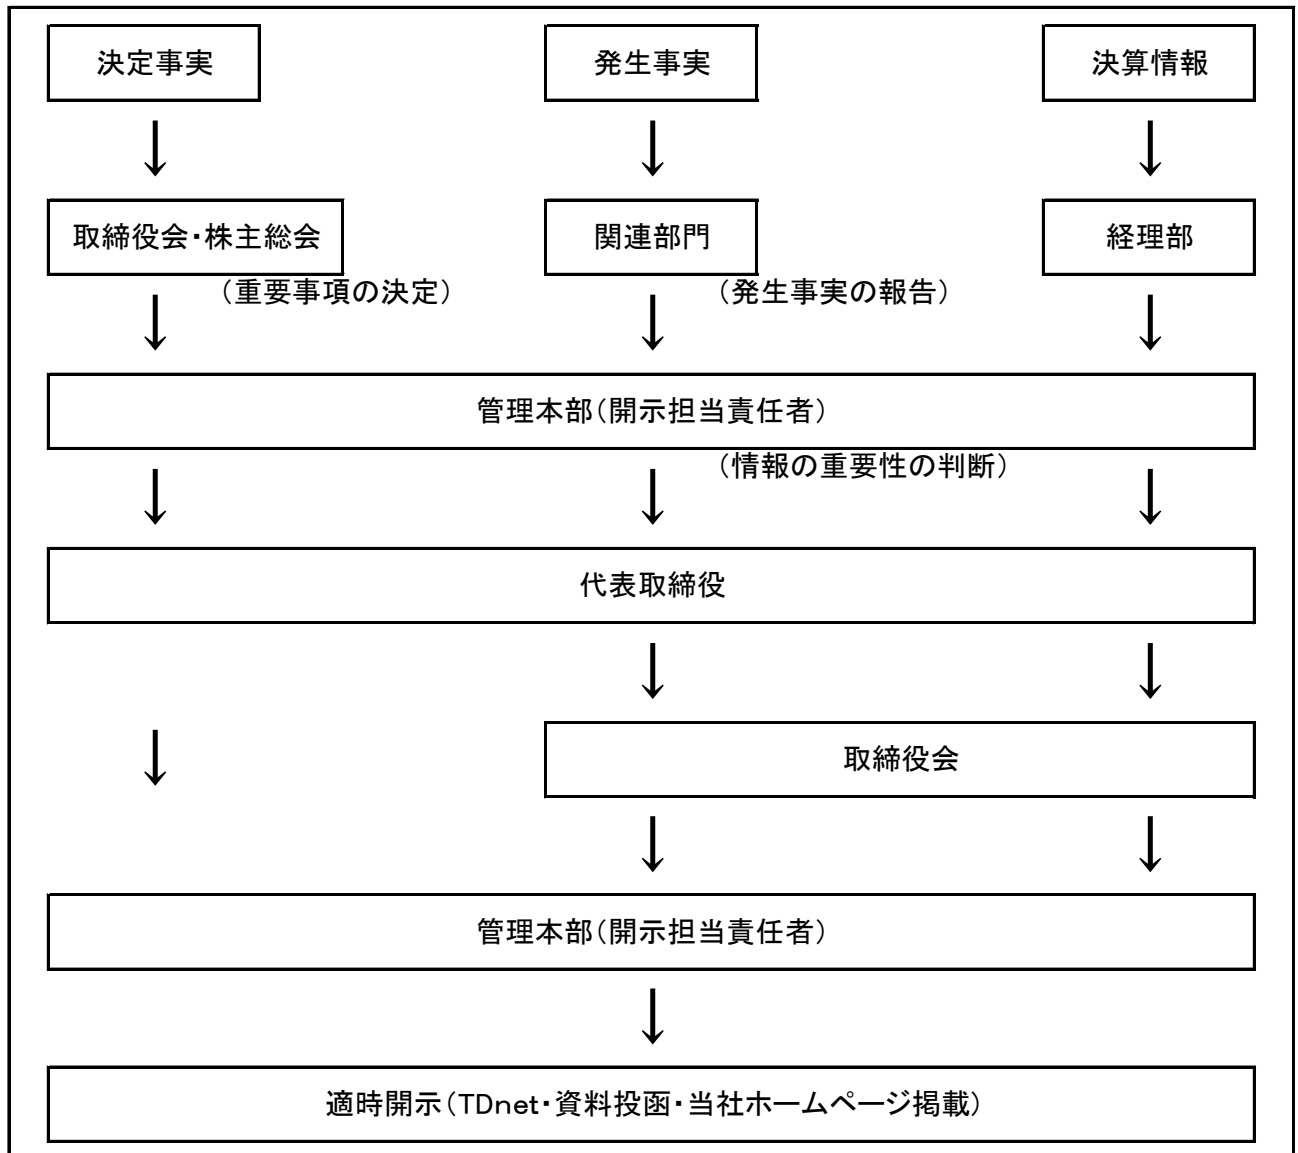 決定事実
発生事実
決算情報
取締役会・株主総会
関連部門
経理部
（重要事項の決定）
（発生事実の報告）
管理本部（開示担当責任者）
（情報の重要性の判断）
代表取締役
取締役会
管理本部（開示担当責任者）
適時開示（TDnet・資料投函・当社ホームページ掲載）